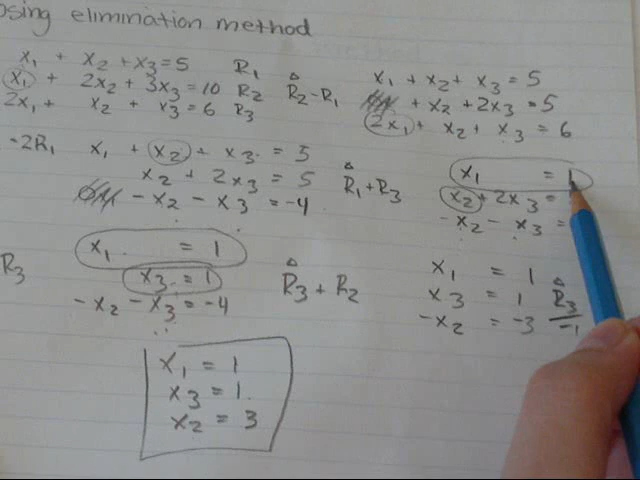 using elimination method
x₁ + x₂ + x₃ = 5 R₁
x₁ + 2x₂ + 3x₃ = 10 R₂ R₂ - R₁
2x₁ + x₂ + x₃ = 6 R₃
x₁ + x₂ + x₃ = 5
+ x₂ + 2x₃ = 5
2x₁ + x₂ + x₃ = 6
-2R₁ x₁ + x₂ + x₃ = 5
x₂ + 2x₃ = 5 R₁ + R₃
- x₂ - x₃ = -4
x₁ = 1
x₂ + 2x₃ =
-x₂ - x₃ =
x₁ = 1
R₃ x₃ = 1
-x₂ - x₃ = -4 R₃ + R₂
x₁ = 1
x₃ = 1 R₃
-x₂ = -3 -1
x₁ = 1
x₃ = 1
x₂ = 3